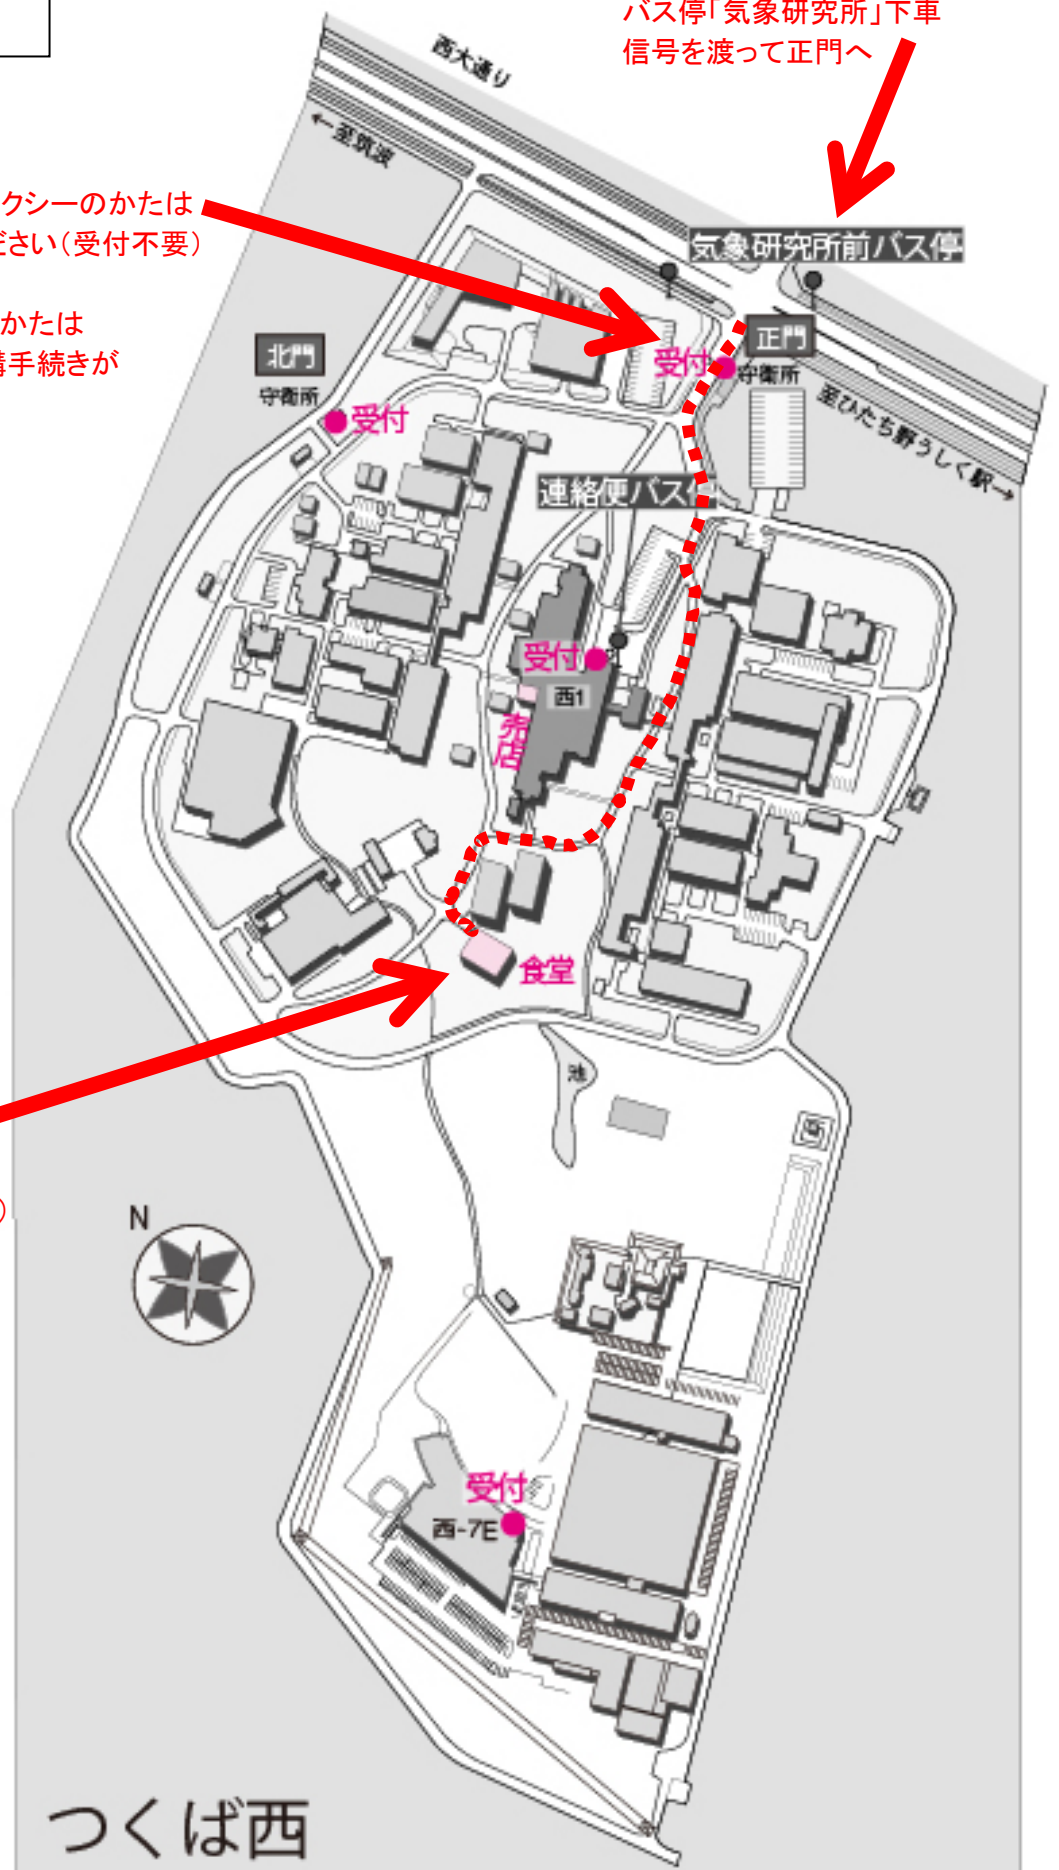 バス停「気象研究所」下車
信号を渡って正門へ
西大通り
←至筑波
クシーのかたは
ださい（受付不要）
気象研究所前バス停
かたは
手続きが
北門
守衛所
受付
正門
受付
守衛所
至ひたち野うしく駅→
連絡便バス
受付
西1
売店
食堂
池
）
N
受付
西-7E
つくば西